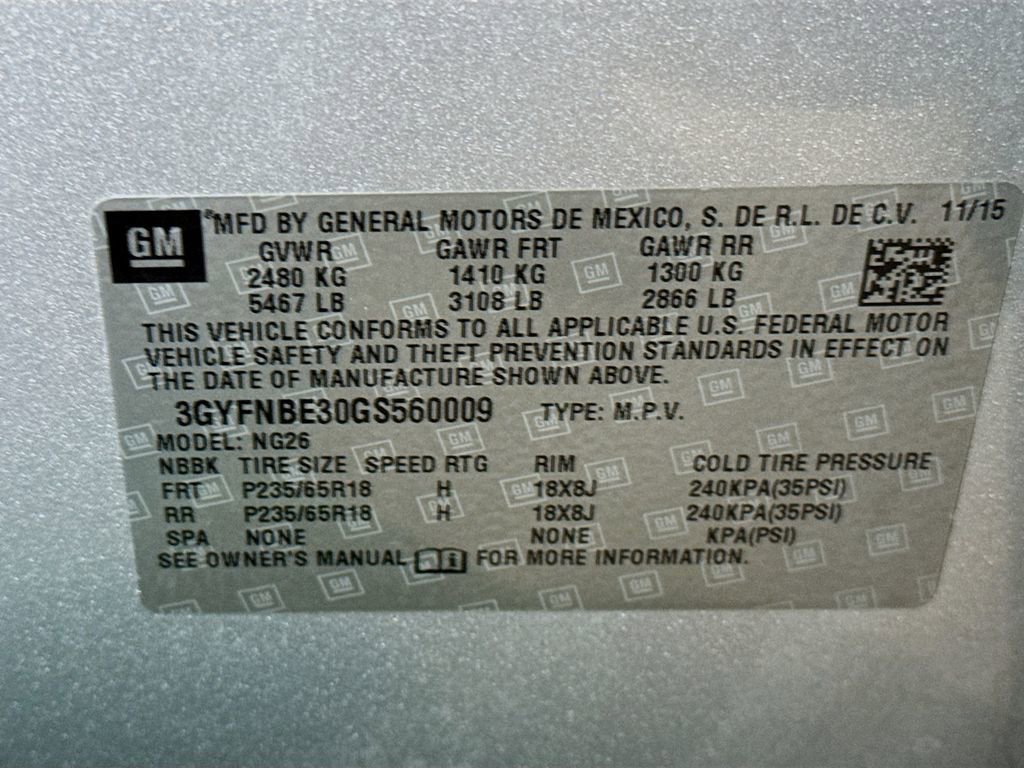 GM
MFD BY GENERAL MOTORS DE MEXICO, S. DE R.L. DE C.V. 11/15
GVWR GAWR FRT GAWR RR
2480 KG 1410 KG 1300 KG
5467 LB 3108 LB 2866 LB
THIS VEHICLE CONFORMS TO ALL APPLICABLE U.S. FEDERAL MOTOR
VEHICLE SAFETY AND THEFT PREVENTION STANDARDS IN EFFECT ON
THE DATE OF MANUFACTURE SHOWN ABOVE.
3GYFNBE30GS560009 TYPE: M.P.V.
MODEL: NG26
NBBK TIRE SIZE SPEED RTG RIM COLD TIRE PRESSURE
FRT P235/65R18 H 18X8J 240KPA(35PSI)
RR P235/65R18 H 18X8J 240KPA(35PSI)
SPA NONE NONE KPA(PSI)
SEE OWNER'S MANUAL FOR MORE INFORMATION.